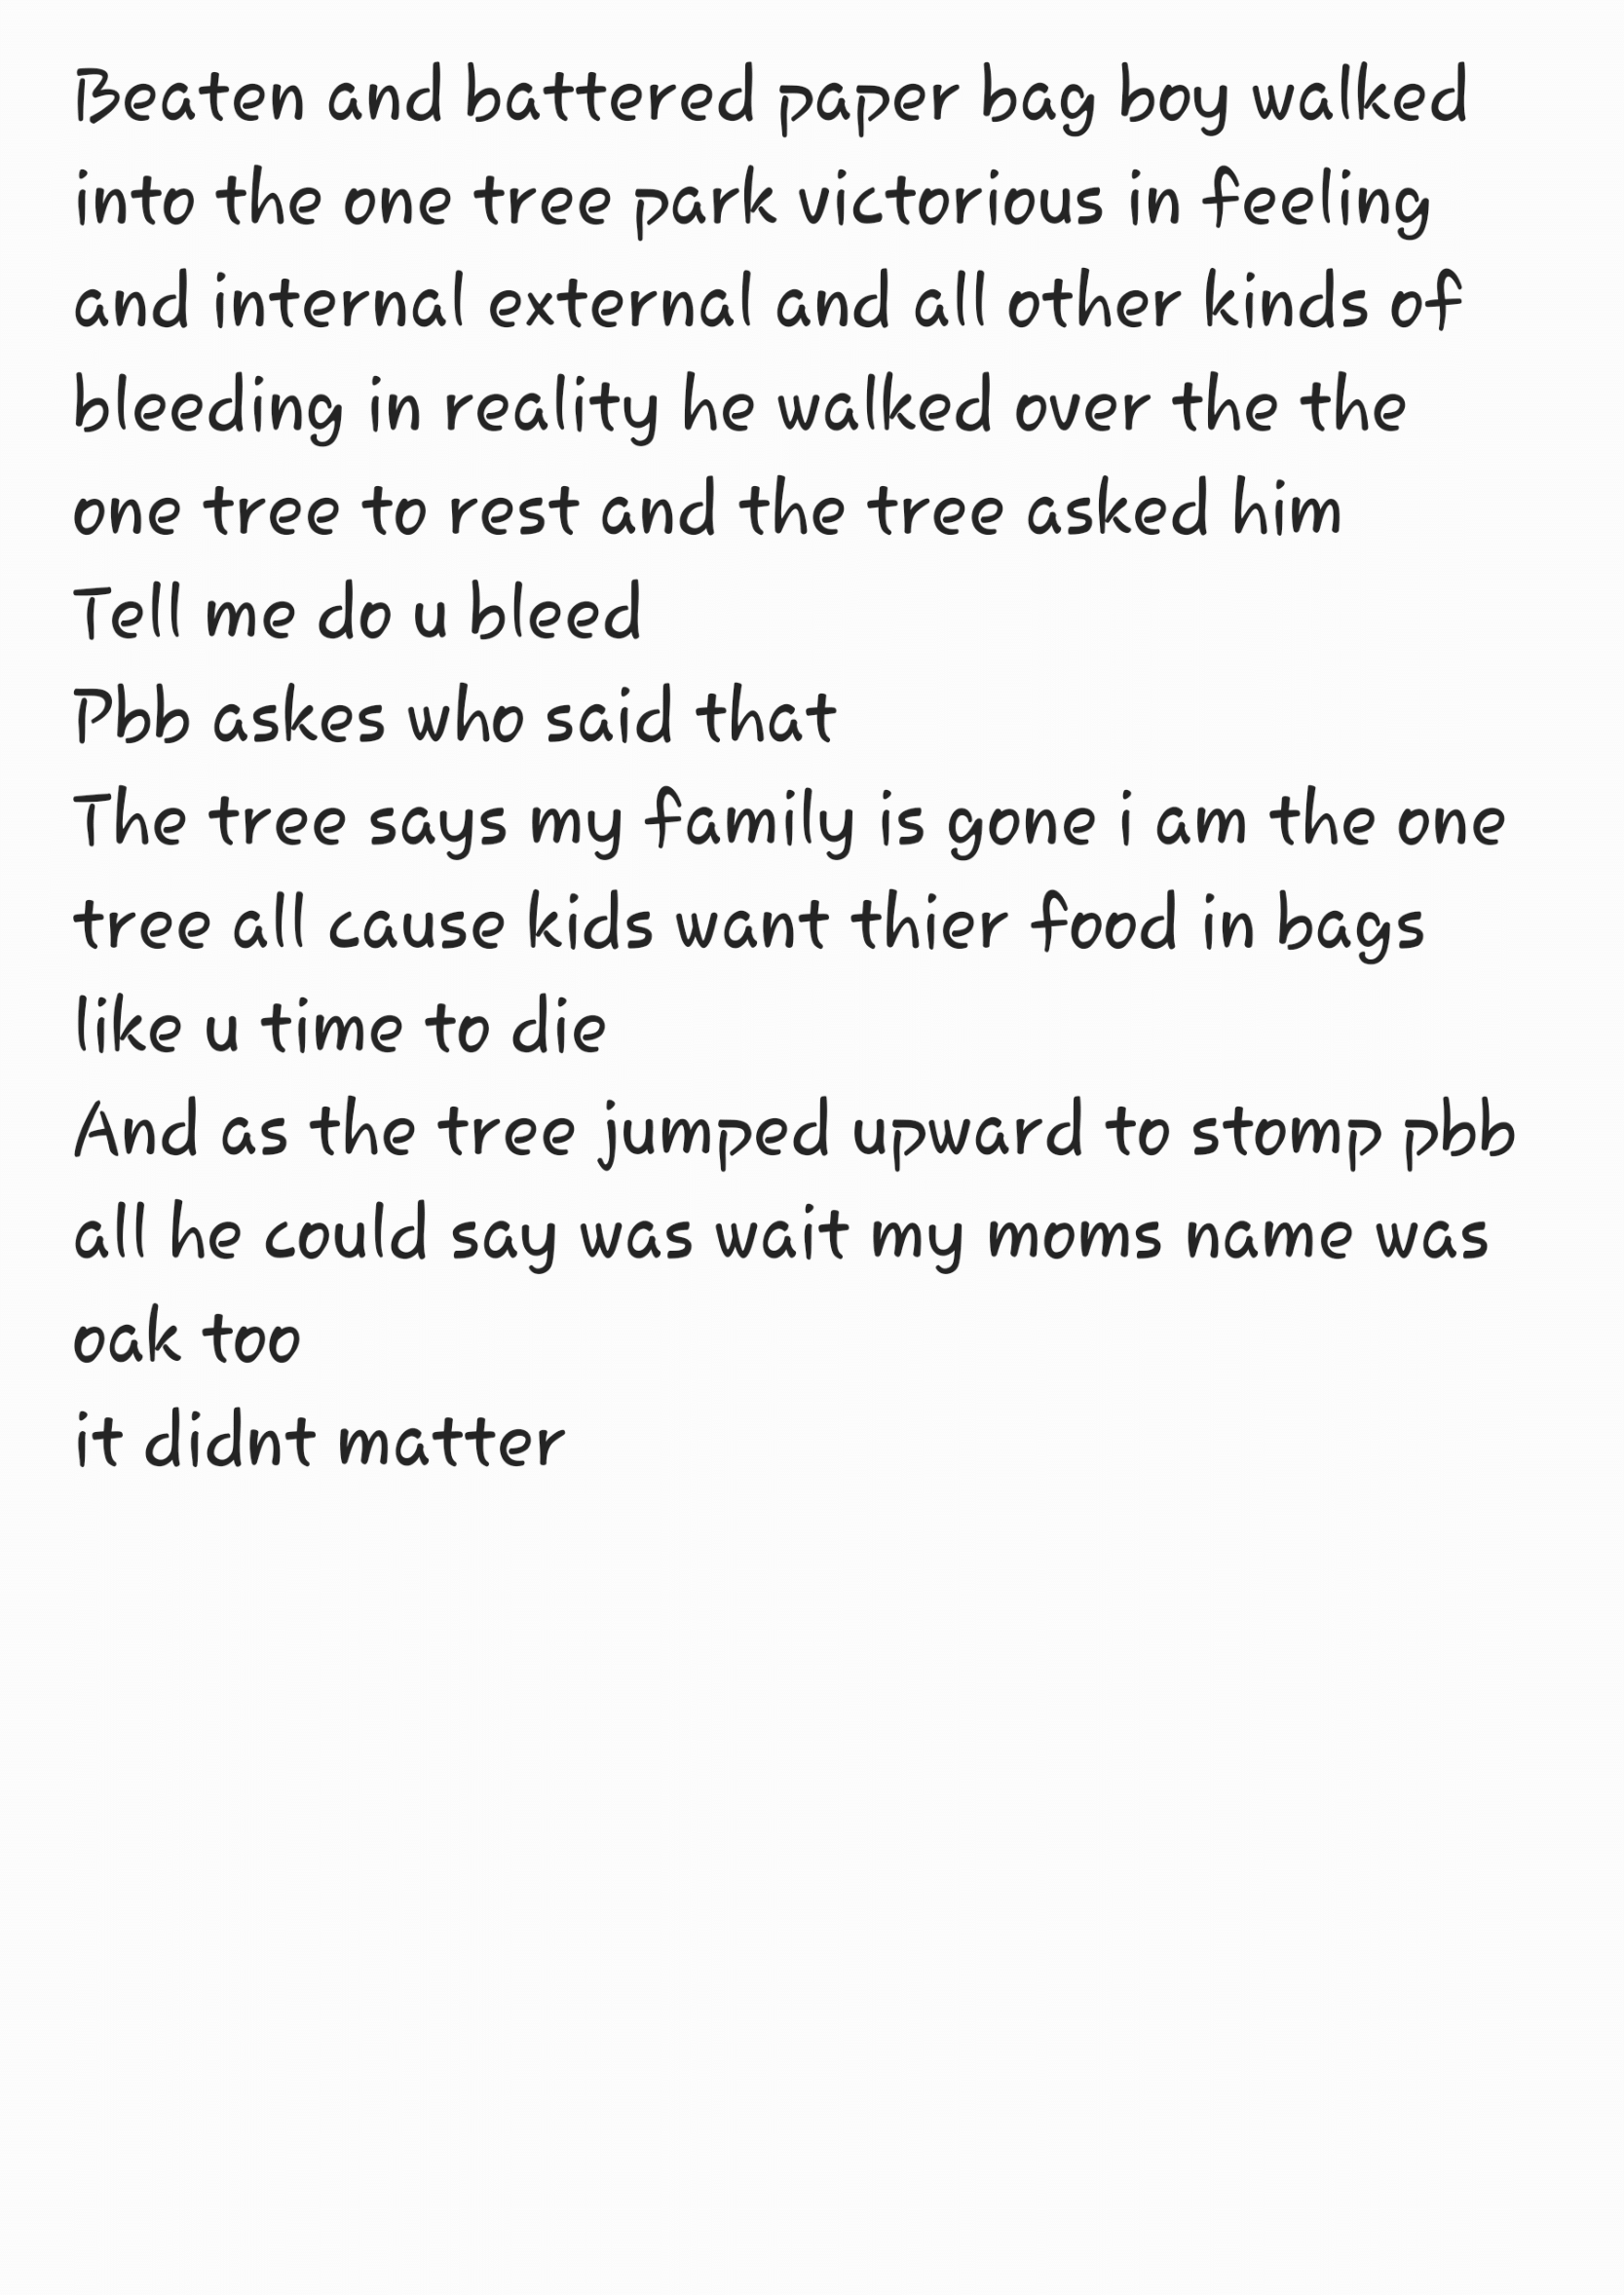 Beaten and battered paper bag boy walked
into the one tree park victorious in feeling
and internal external and all other kinds of
bleeding in reality he walked over the the
one tree to rest and the tree asked him
Tell me do u bleed
Pbb askes who said that
The tree says my family is gone i am the one
tree all cause kids want thier food in bags
like u time to die
And as the tree jumped upward to stomp pbb
all he could say was wait my moms name was
oak too
it didnt matter